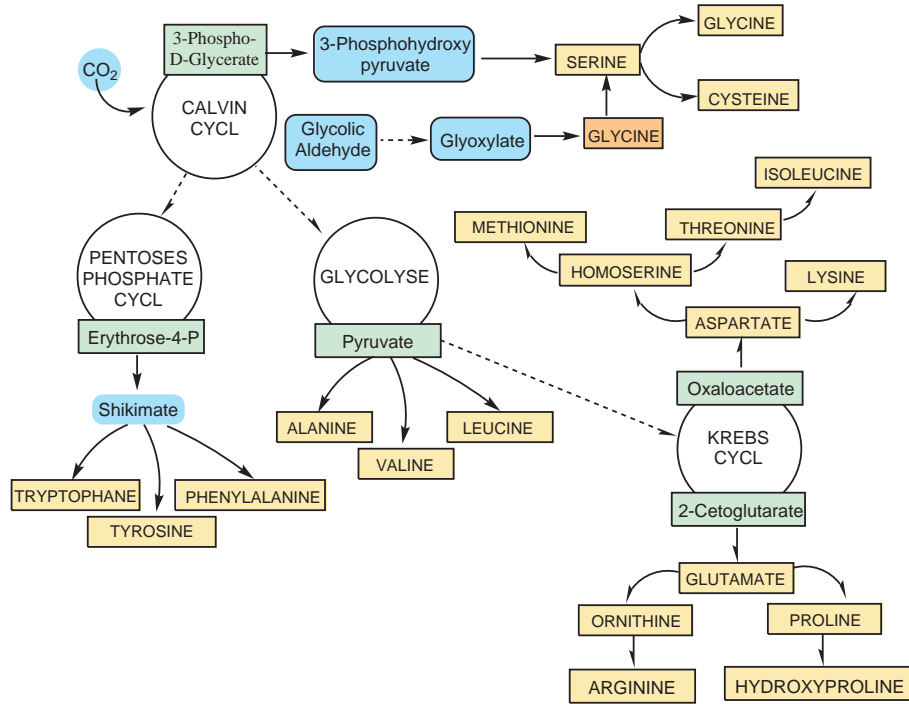 3-Phospho-
D-Glycerate
3-Phosphohydroxy
pyruvate
SERINE
GLYCINE
CYSTEINE
CO2
CALVIN
CYCL
Glycolic
Aldehyde
Glyoxylate
GLYCINE
ISOLEUCINE
METHIONINE
THREONINE
HOMOSERINE
LYSINE
ASPARTATE
PENTOSES
PHOSPHATE
CYCL
Erythrose-4-P
GLYCOLYSE
Pyruvate
Shikimate
ALANINE
LEUCINE
VALINE
TRYPTOPHANE
PHENYLALANINE
TYROSINE
Oxaloacetate
KREBS
CYCL
2-Cetoglutarate
GLUTAMATE
ORNITHINE
PROLINE
ARGININE
HYDROXYPROLINE